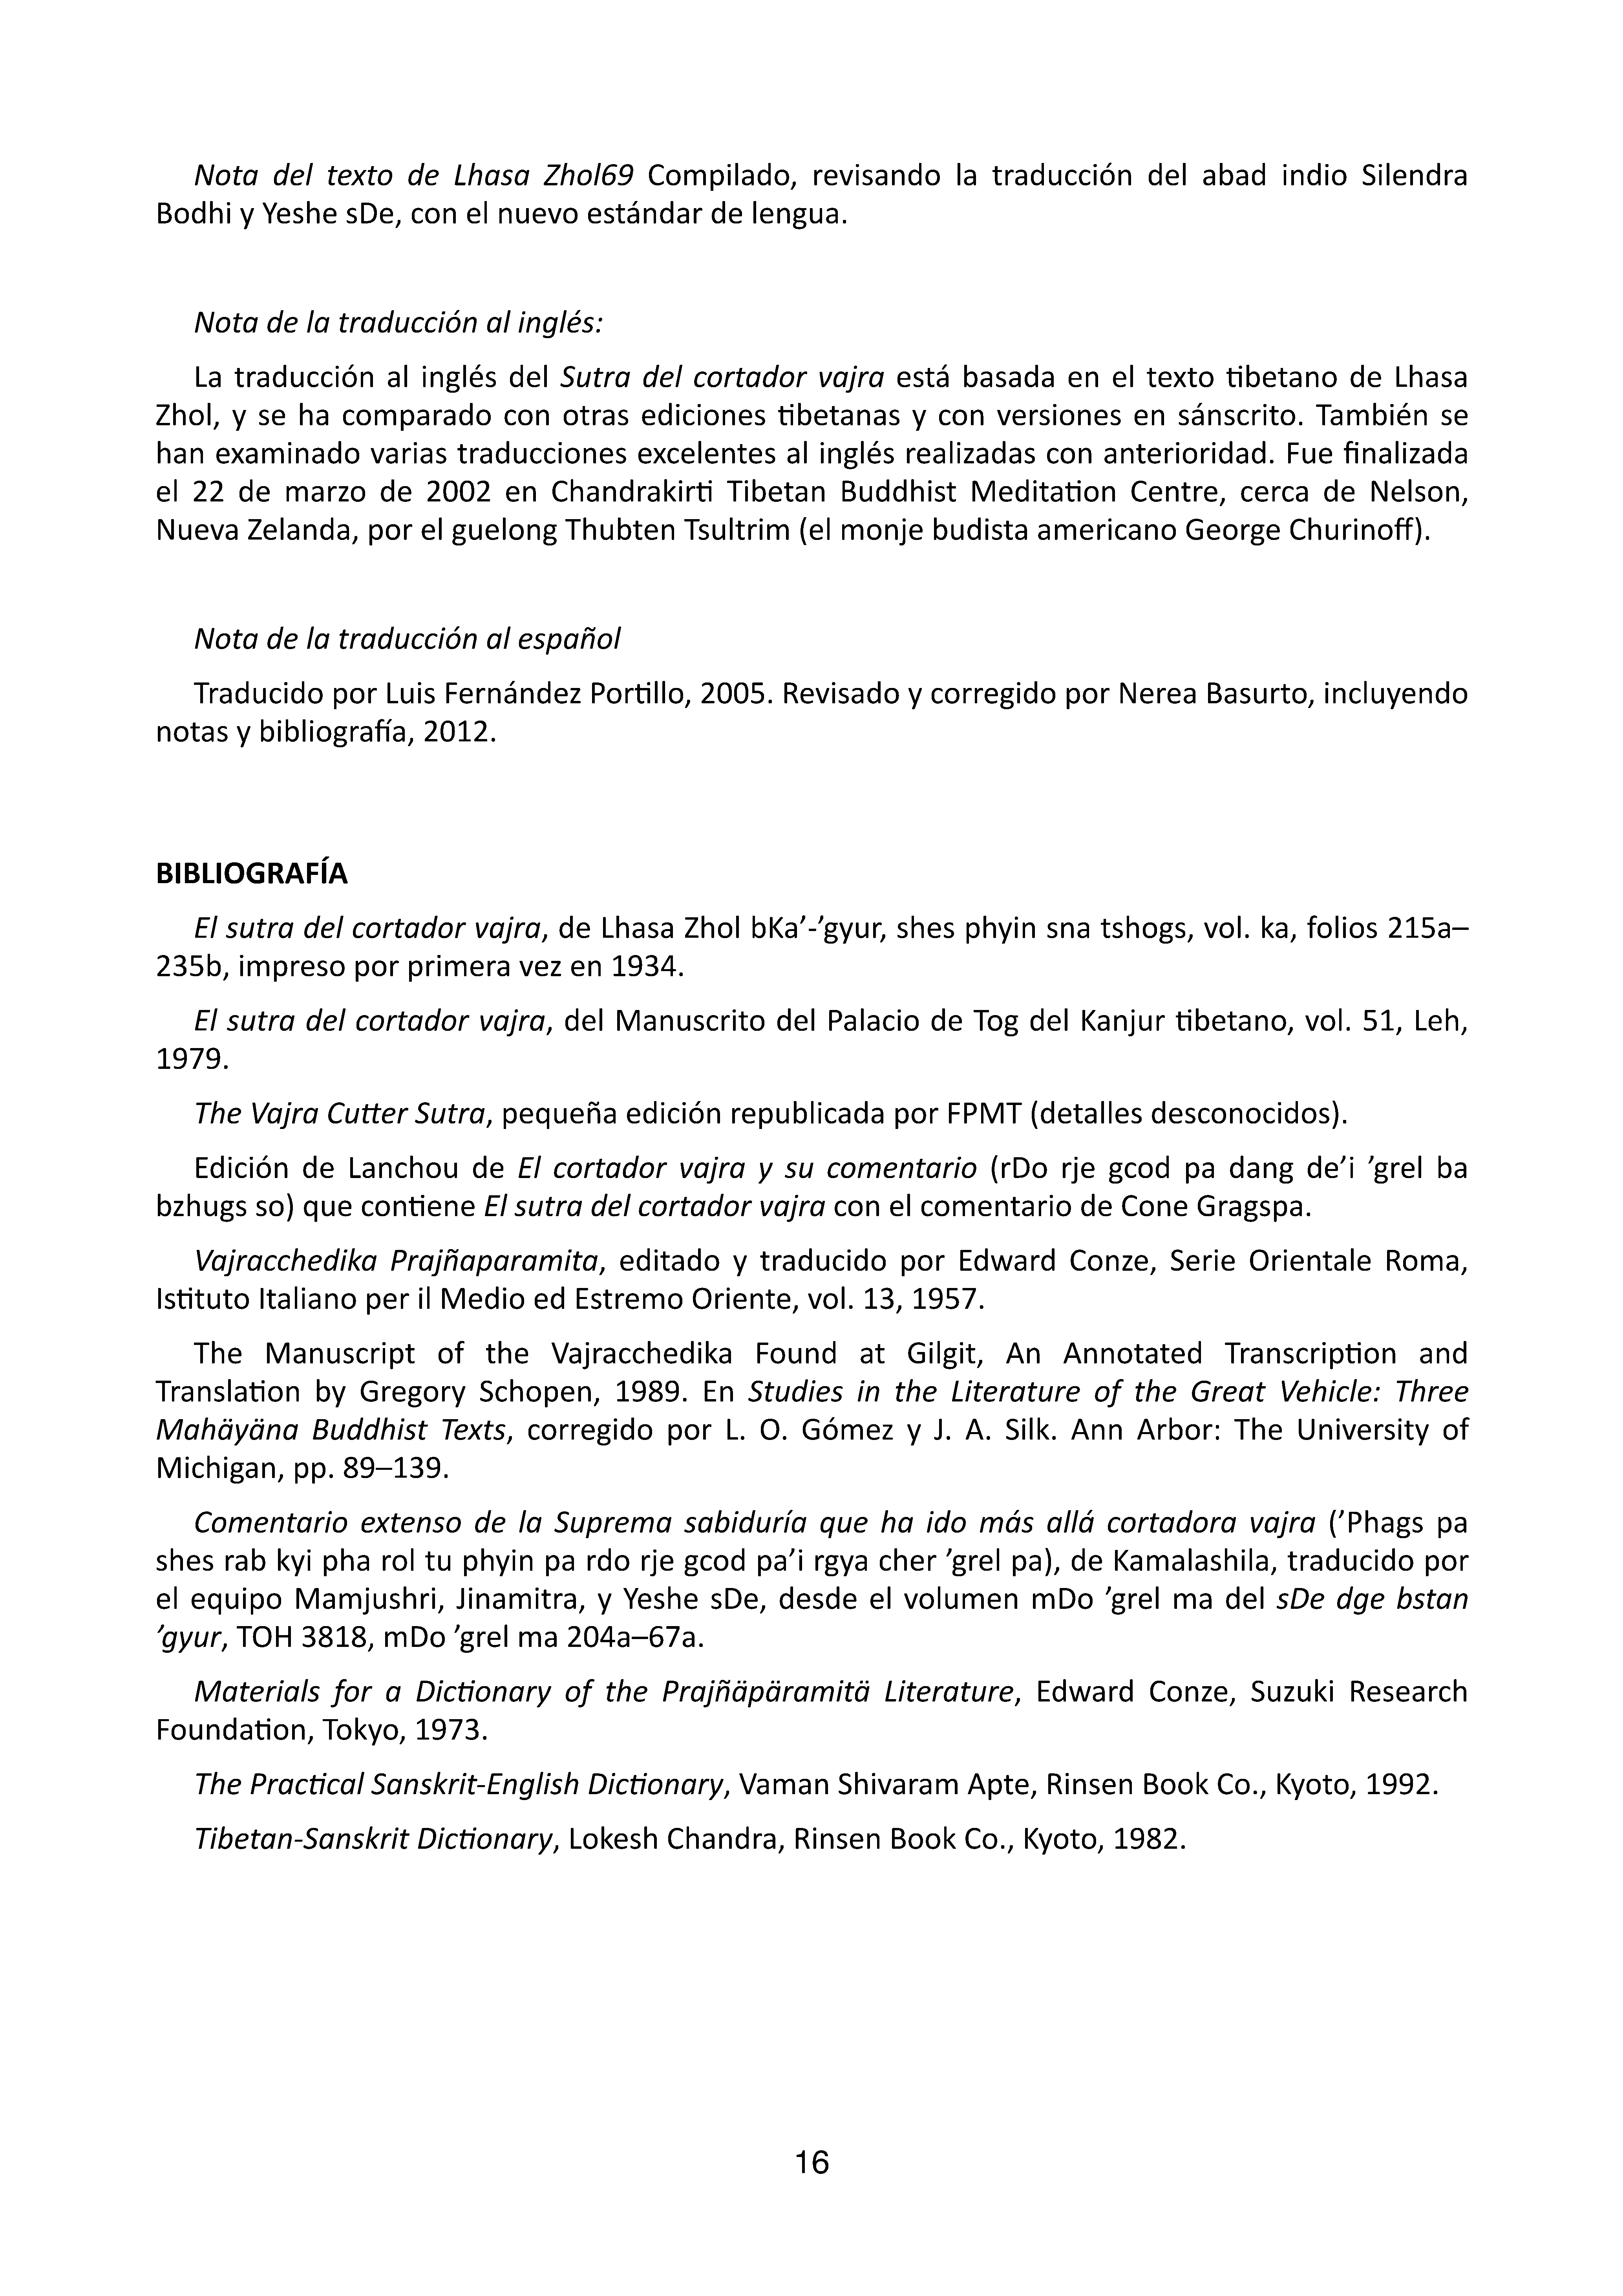 Nota del texto de Lhasa Zhol69 Compilado, revisando la traducción del abad indio Silendra
Bodhi y Yeshe sDe, con el nuevo estándar de lengua.
Nota de la traducción al inglés:
La traducción al inglés del Sutra del cortador vajra está basada en el texto tibetano de Lhasa
Zhol, y se ha comparado con otras ediciones tibetanas y con versiones en sánscrito. También se
han examinado varias traducciones excelentes al inglés realizadas con anterioridad. Fue finalizada
el 22 de marzo de 2002 en Chandrakirti Tibetan Buddhist Meditation Centre, cerca de Nelson,
Nueva Zelanda, por el guelong Thubten Tsultrim (el monje budista americano George Churinoff).
Nota de la traducción al español
Traducido por Luis Fernández Portillo, 2005. Revisado y corregido por Nerea Basurto, incluyendo
notas y bibliografía, 2012.
BIBLIOGRAFÍA
El sutra del cortador vajra, de Lhasa Zhol bKa’-’gyur, shes phyin sna tshogs, vol. ka, folios 215a–
235b, impreso por primera vez en 1934.
El sutra del cortador vajra, del Manuscrito del Palacio de Tog del Kanjur tibetano, vol. 51, Leh,
1979.
The Vajra Cutter Sutra, pequeña edición republicada por FPMT (detalles desconocidos).
Edición de Lanchou de El cortador vajra y su comentario (rDo rje gcod pa dang de’i ’grel ba
bzhugs so) que contiene El sutra del cortador vajra con el comentario de Cone Gragspa.
Vajracchedika Prajñaparamita, editado y traducido por Edward Conze, Serie Orientale Roma,
Istituto Italiano per il Medio ed Estremo Oriente, vol. 13, 1957.
The Manuscript of the Vajracchedika Found at Gilgit, An Annotated Transcription and
Translation by Gregory Schopen, 1989. En Studies in the Literature of the Great Vehicle: Three
Mahäyäna Buddhist Texts, corregido por L. O. Gómez y J. A. Silk. Ann Arbor: The University of
Michigan, pp. 89–139.
Comentario extenso de la Suprema sabiduría que ha ido más allá cortadora vajra (’Phags pa
shes rab kyi pha rol tu phyin pa rdo rje gcod pa’i rgya cher ’grel pa), de Kamalashila, traducido por
el equipo Mamjushri, Jinamitra, y Yeshe sDe, desde el volumen mDo ’grel ma del sDe dge bstan
’gyur, TOH 3818, mDo ’grel ma 204a–67a.
Materials for a Dictionary of the Prajñäpäramitä Literature, Edward Conze, Suzuki Research
Foundation, Tokyo, 1973.
The Practical Sanskrit-English Dictionary, Vaman Shivaram Apte, Rinsen Book Co., Kyoto, 1992.
Tibetan-Sanskrit Dictionary, Lokesh Chandra, Rinsen Book Co., Kyoto, 1982.
16